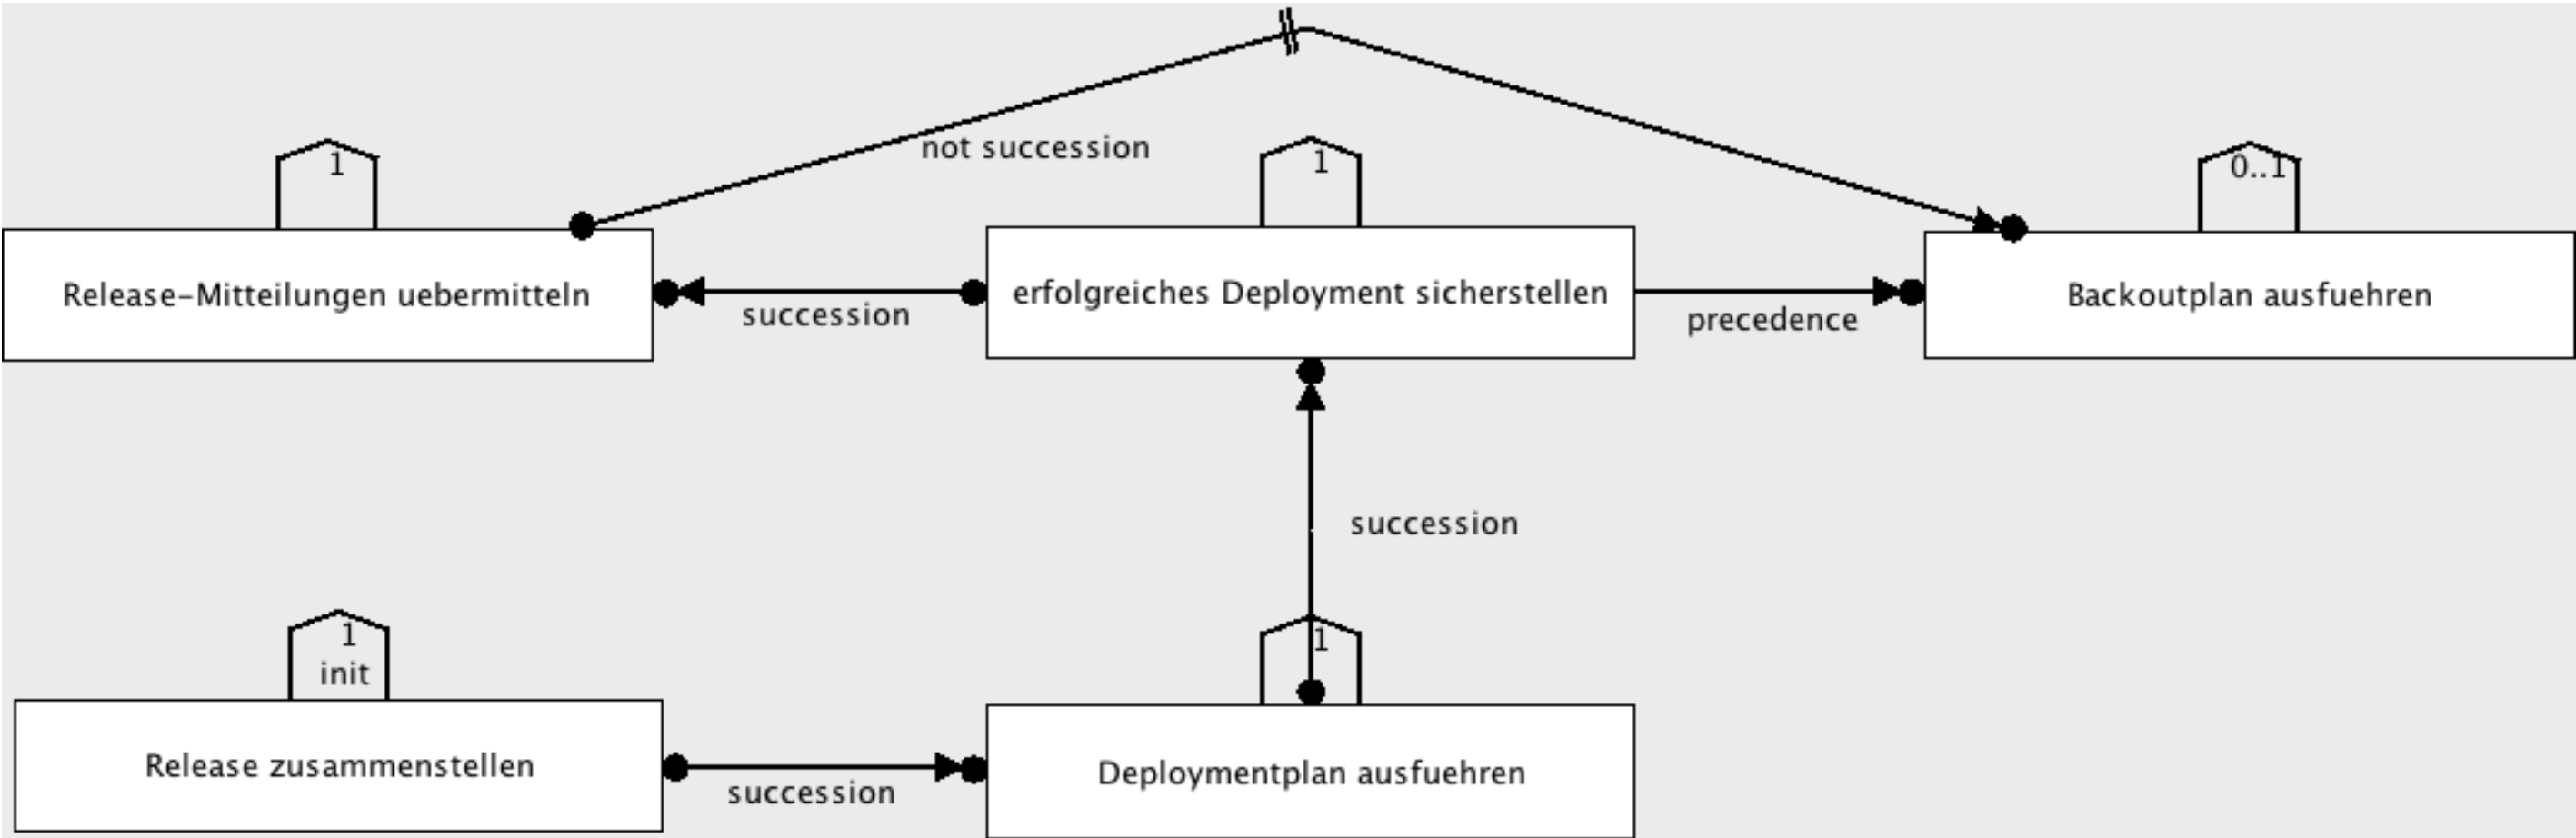 not succession
1
1
0..1
Release-Mitteilungen uebermitteln
succession
erfolgreiches Deployment sicherstellen
precedence
Backoutplan ausfuehren
succession
1
init
1
Release zusammenstellen
succession
Deploymentplan ausfuehren